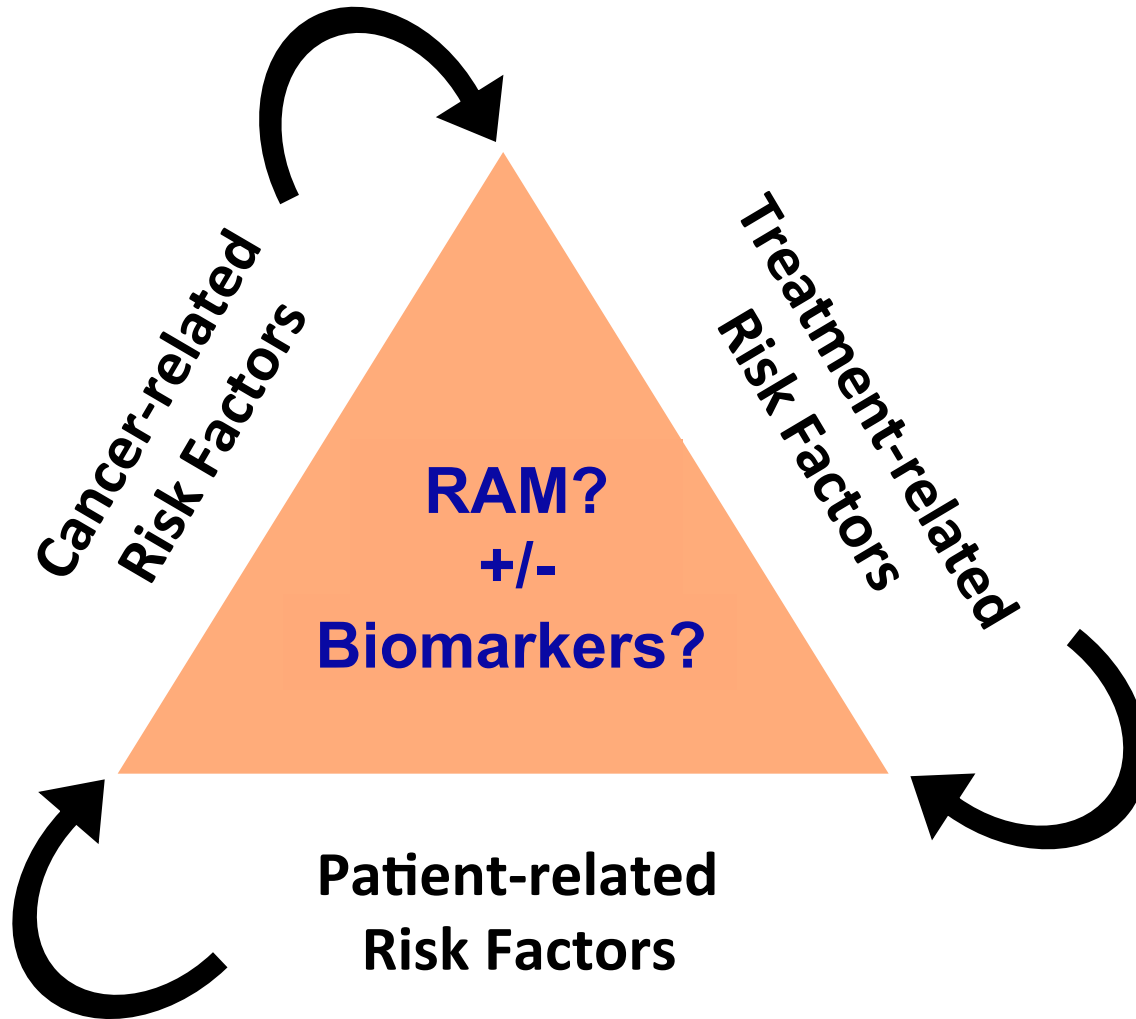 Cancer-related
Risk Factors
Treatment-related
Risk Factors
RAM?
+/-
Biomarkers?
Patient-related
Risk Factors